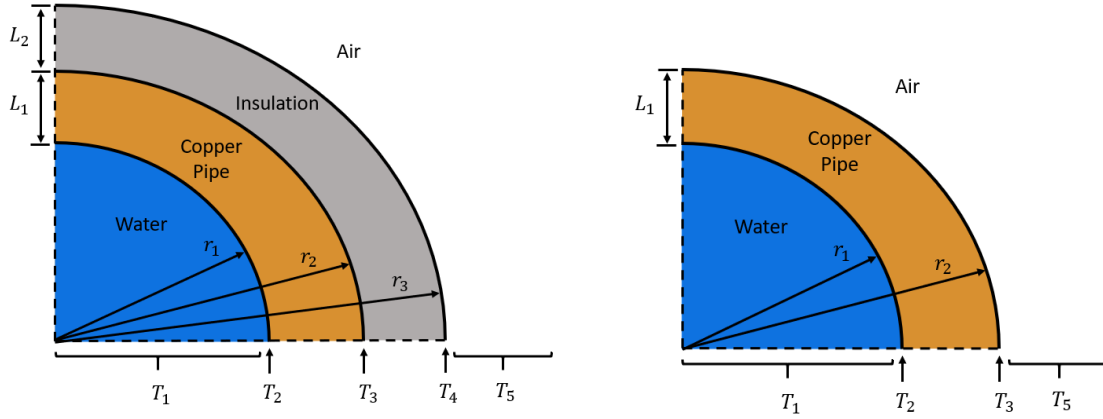 L₂
L₁
Air
Insulation
Copper
Pipe
Water
r₁
r₂
r₃
T₁
T₂
T₃
T₄
T₅
L₁
Air
Copper
Pipe
Water
r₁
r₂
T₁
T₂
T₃
T₅